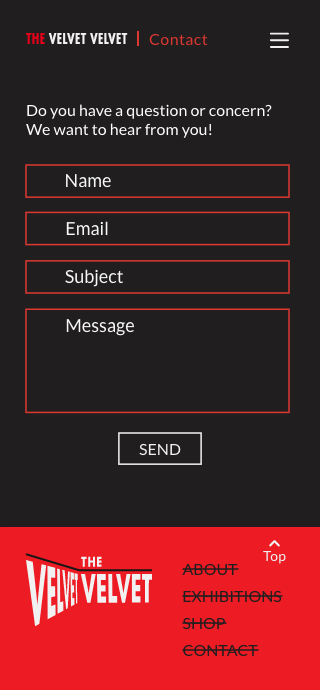 THE VELVET VELVET | Contact
Do you have a question or concern?
We want to hear from you!
Name
Email
Subject
Message
SEND
Top
THE
VELVET VELVET
ABOUT
EXHIBITIONS
SHOP
CONTACT